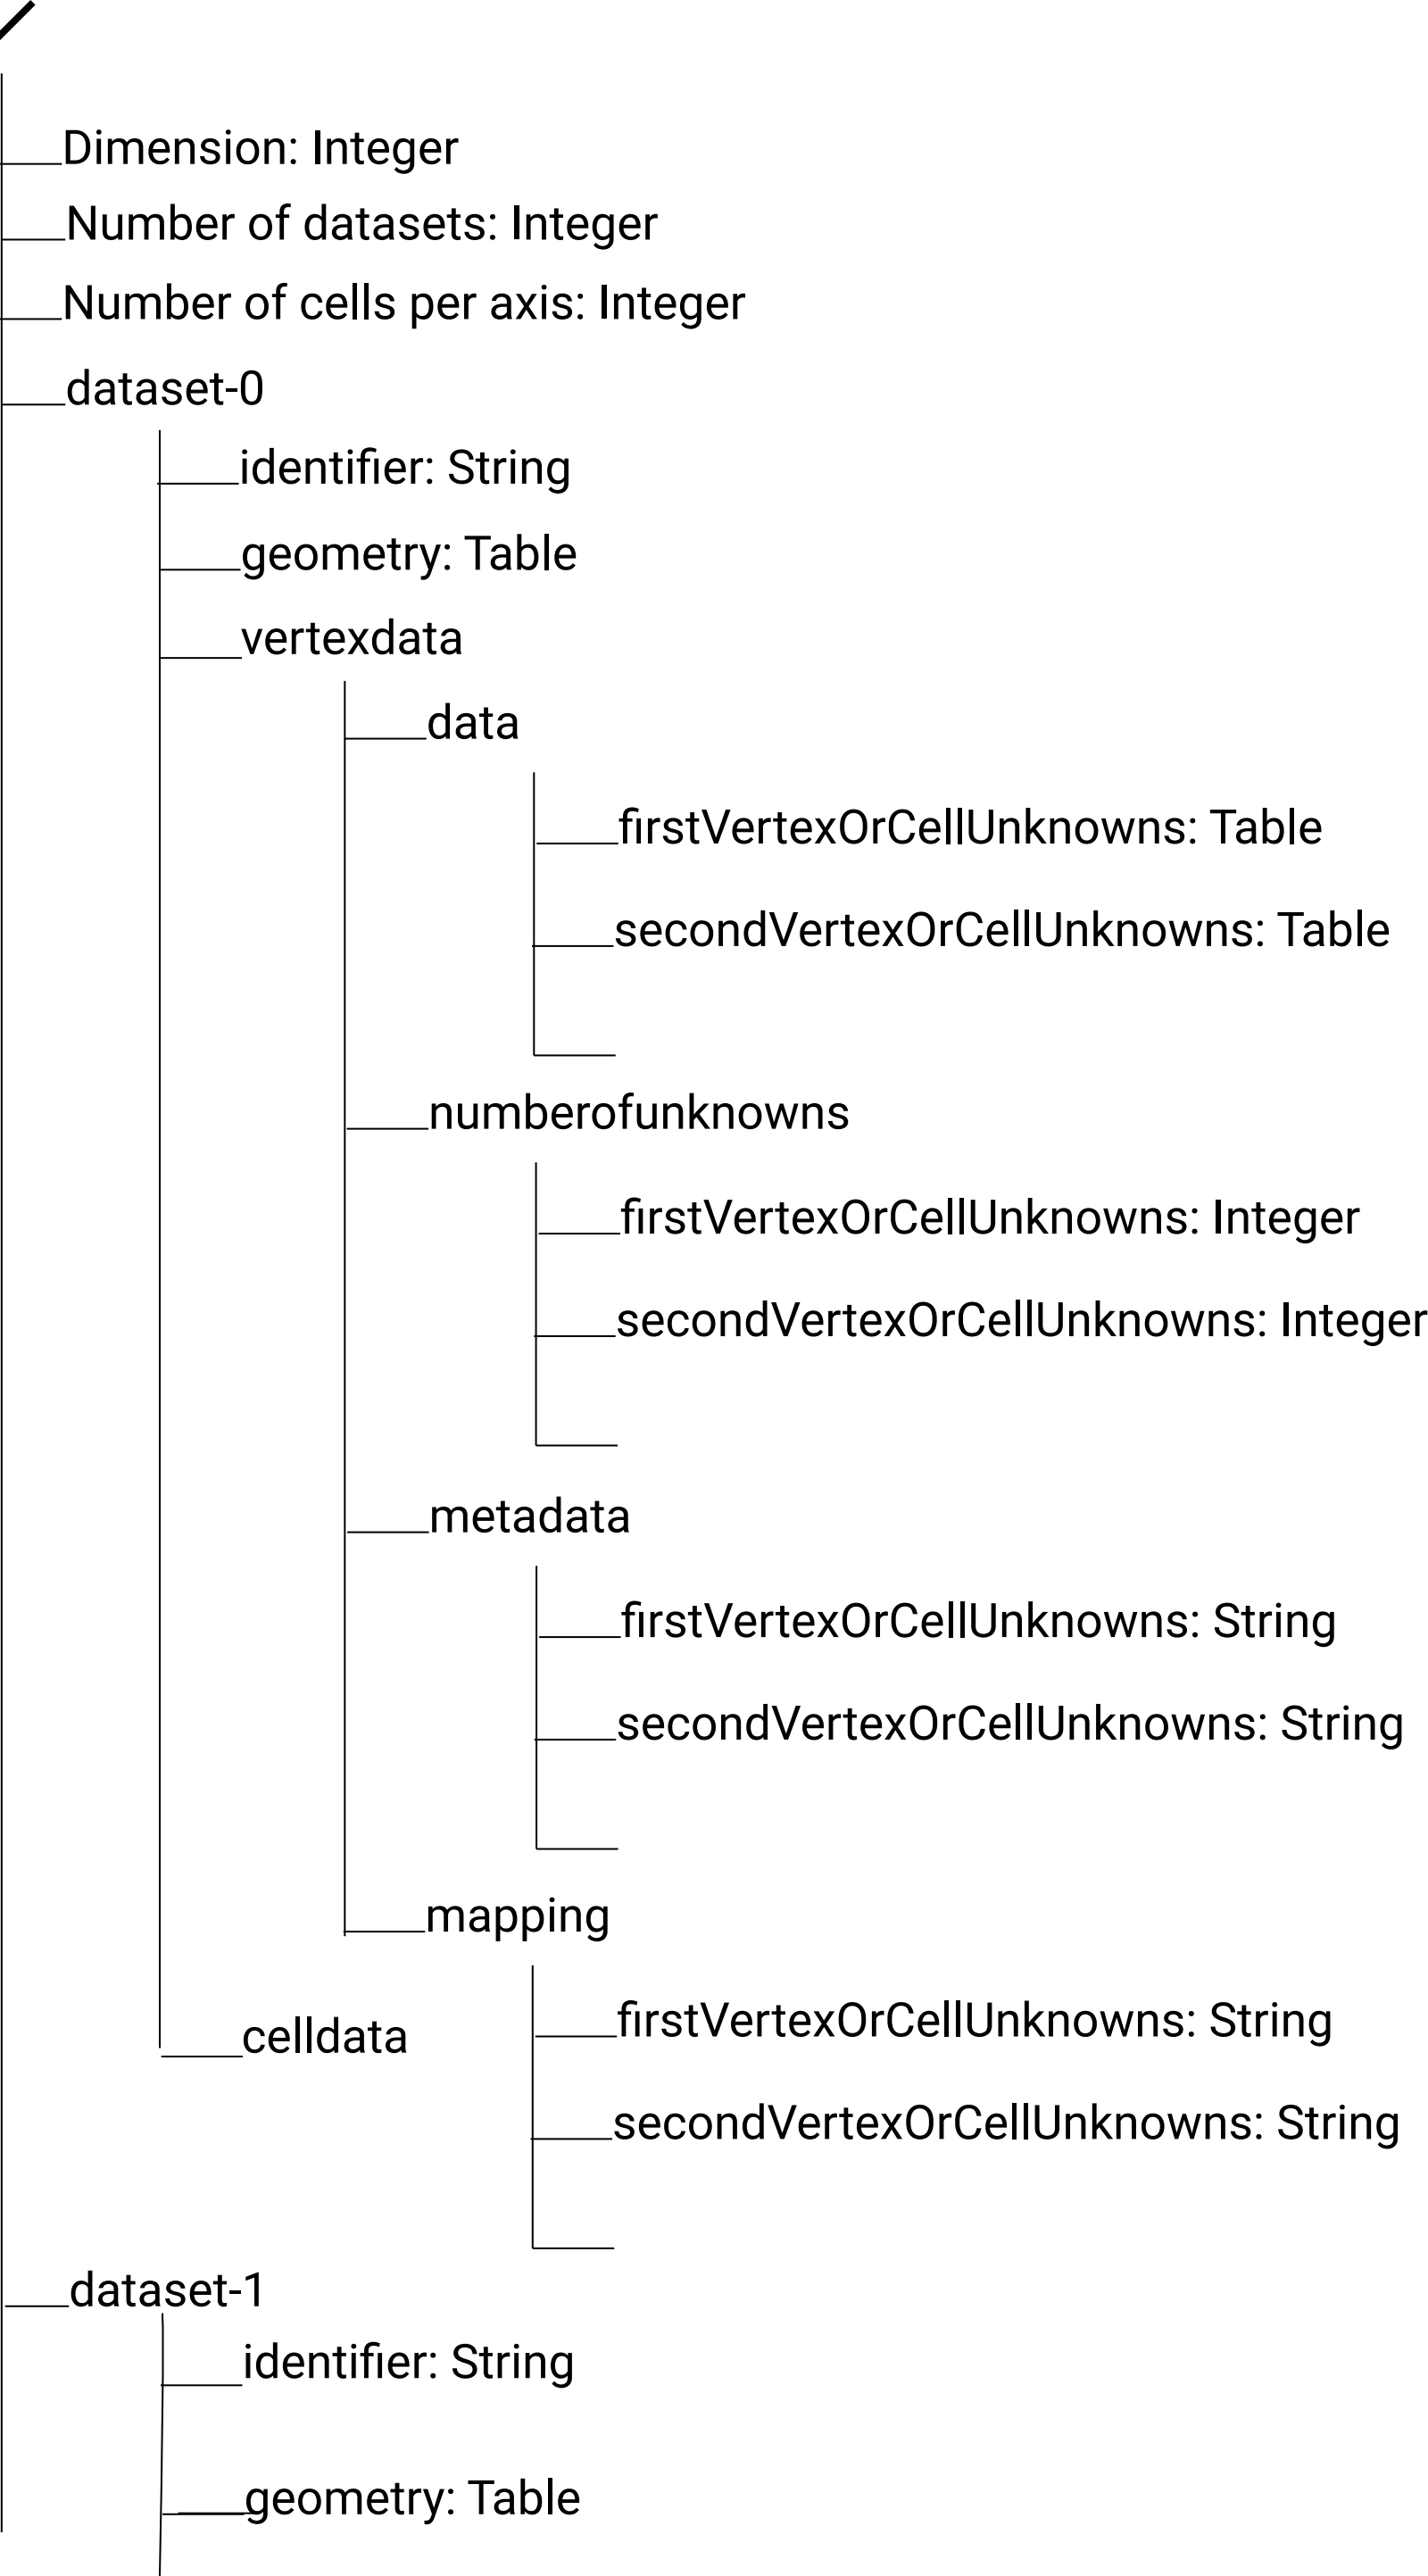 /
Dimension: Integer
Number of datasets: Integer
Number of cells per axis: Integer
dataset-0
identifier: String
geometry: Table
vertexdata
data
firstVertexOrCellUnknowns: Table
secondVertexOrCellUnknowns: Table
numberofunknowns
firstVertexOrCellUnknowns: Integer
secondVertexOrCellUnknowns: Integer
metadata
firstVertexOrCellUnknowns: String
secondVertexOrCellUnknowns: String
mapping
firstVertexOrCellUnknowns: String
celldata
secondVertexOrCellUnknowns: String
dataset-1
identifier: String
geometry: Table